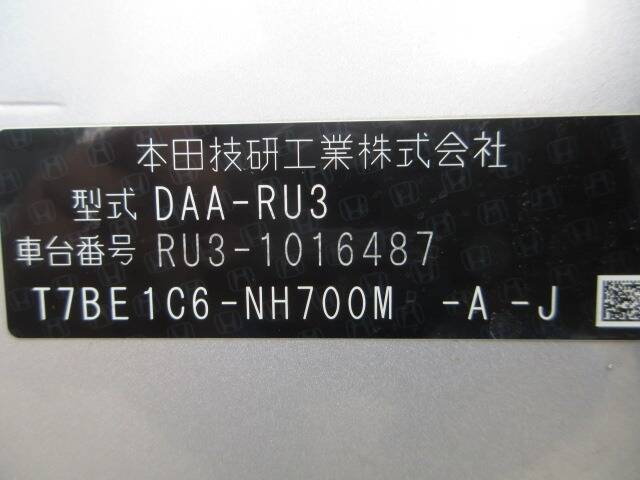 本田技研工業株式会社
型式 DAA-RU3
車台番号 RU3-1016487
T7BE1C6-NH700M -A -J